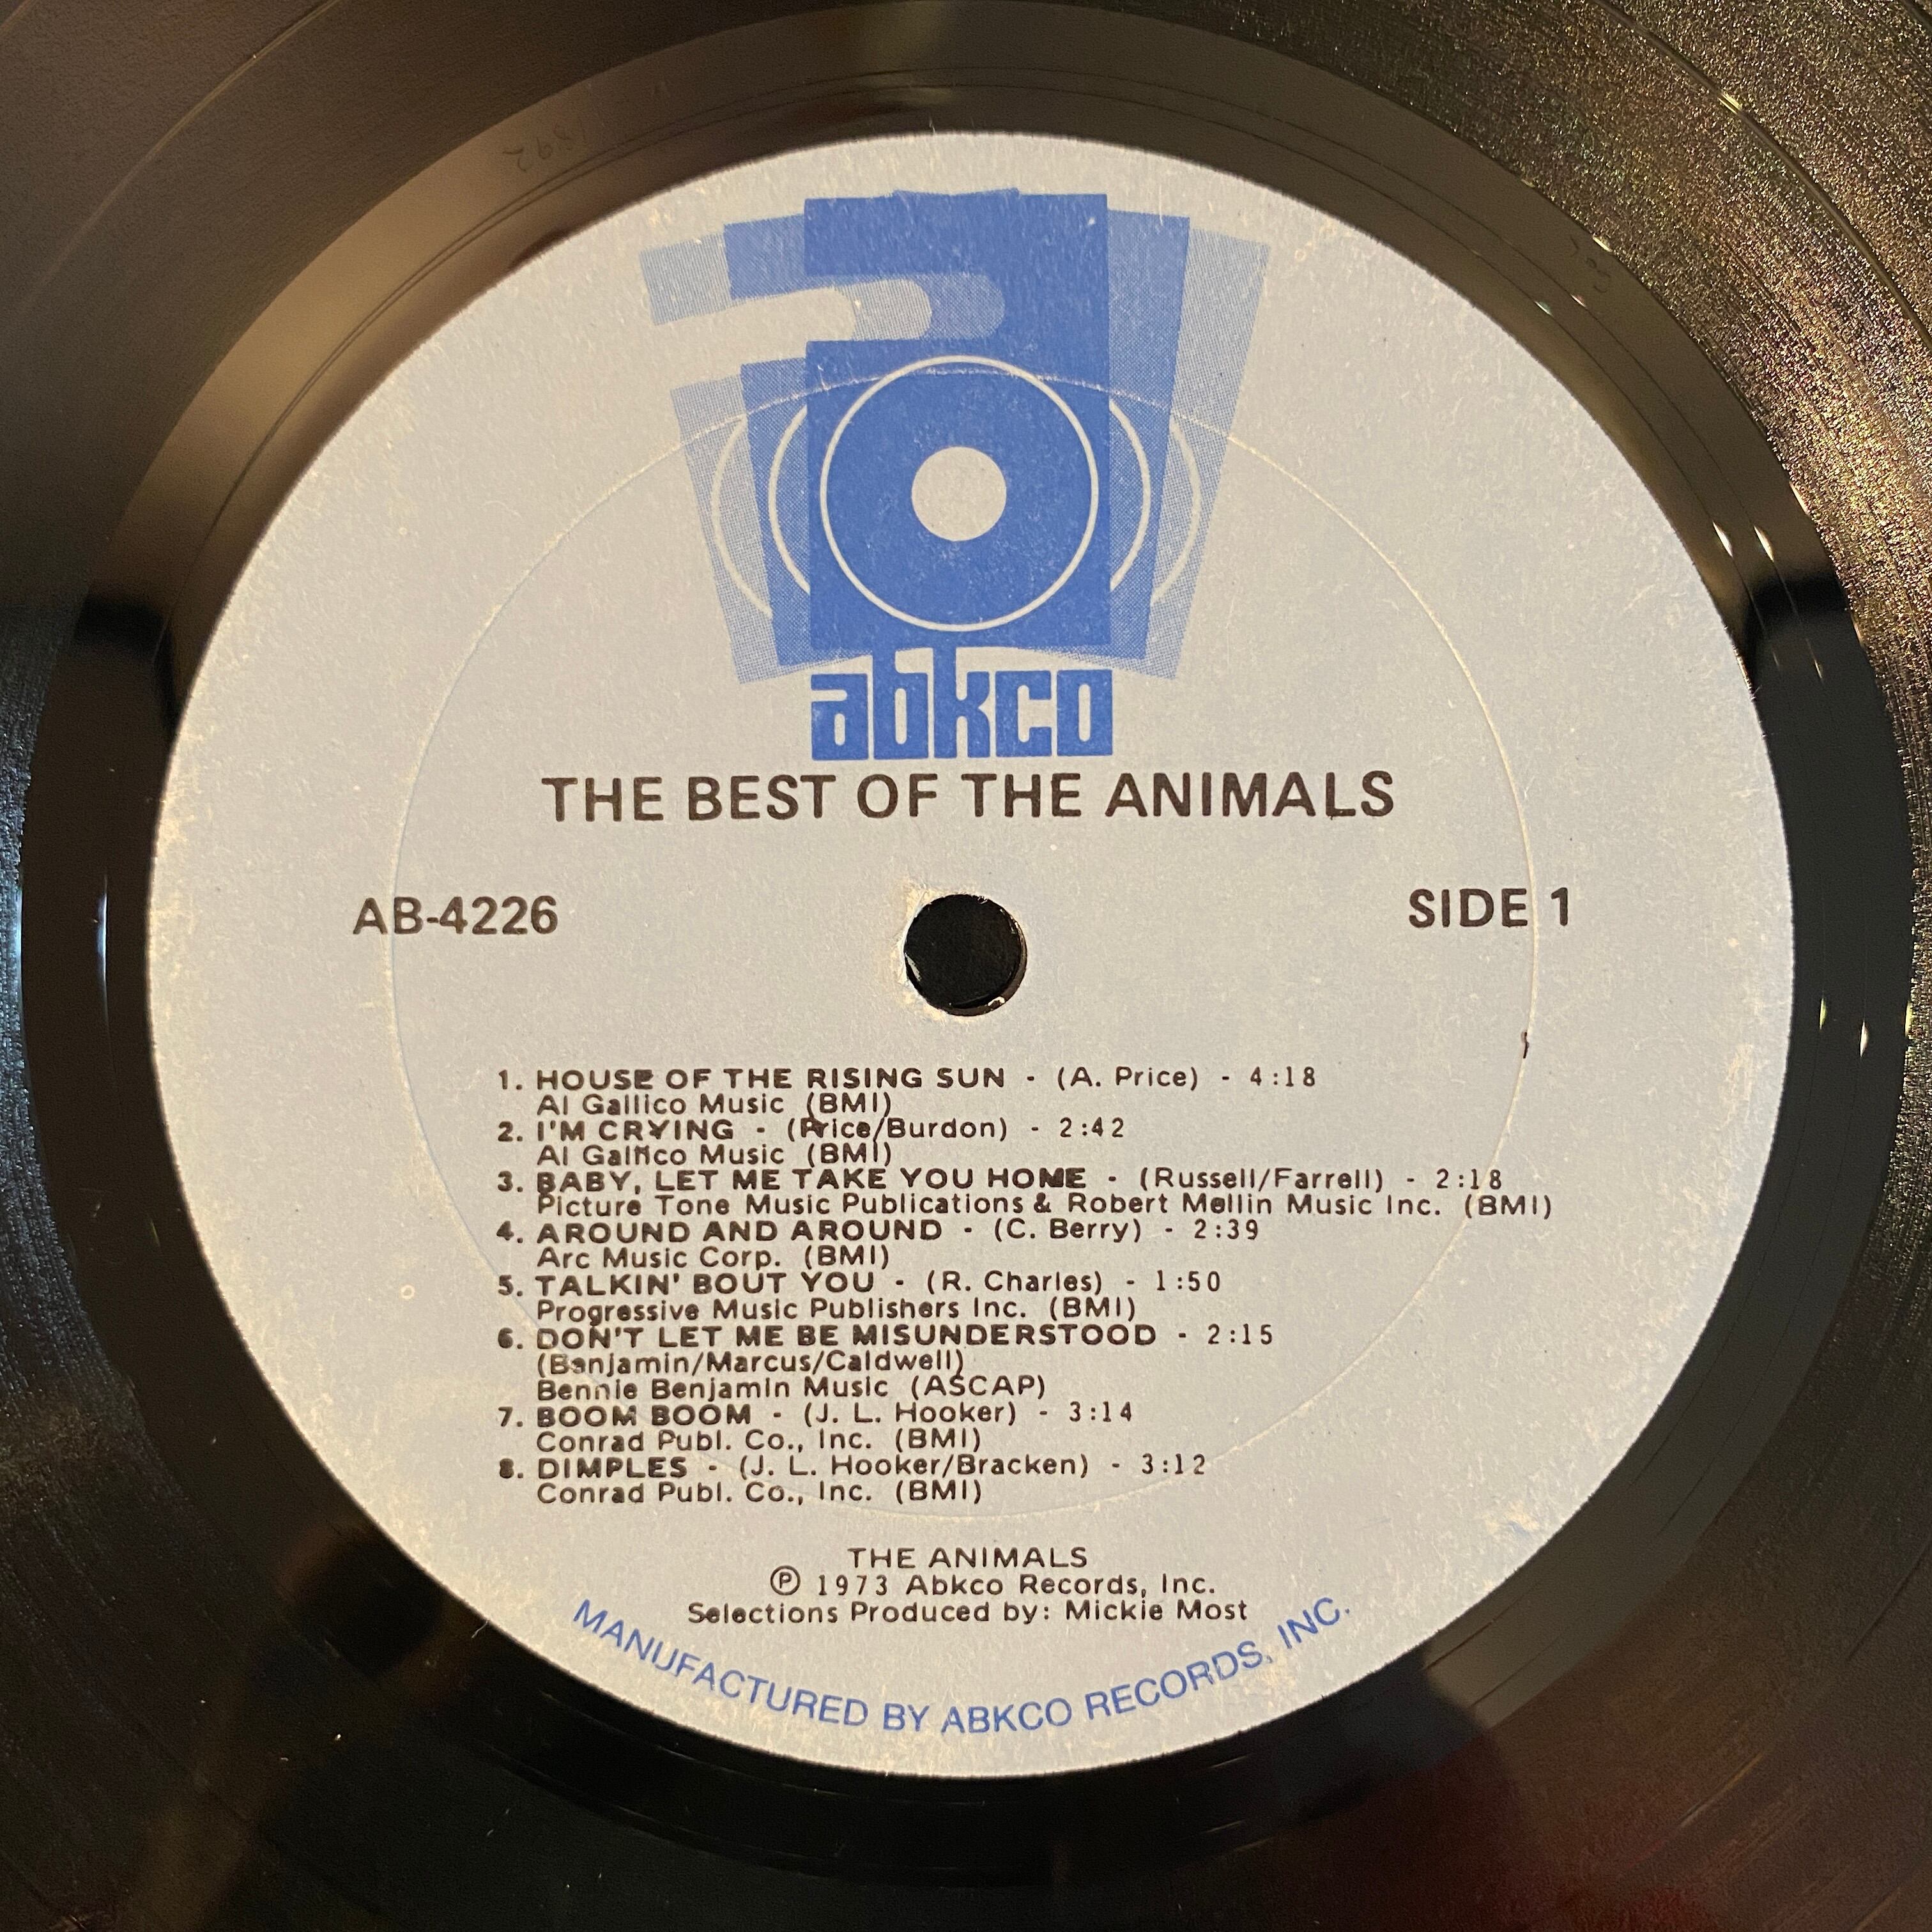 abkco
THE BEST OF THE ANIMALS
AB-4226
SIDE 1
1. HOUSE OF THE RISING SUN - (A. Price) - 4:18
Al Gallico Music (BMI)
2. I'M CRYING - (Price/Burdon) - 2:42
Al Gallico Music (BMI)
3. BABY, LET ME TAKE YOU HOME - (Russell/Farrell) - 2:18
Picture Tone Music Publications & Robert Mellin Music Inc. (BMI)
4. AROUND AND AROUND - (C. Berry) - 2:39
Arc Music Corp. (BMI)
5. TALKIN' BOUT YOU - (R. Charles) - 1:50
Progressive Music Publishers Inc. (BMI)
6. DON'T LET ME BE MISUNDERSTOOD - 2:15
(Benjamin/Marcus/Caldwell)
Bennie Benjamin Music (ASCAP)
7. BOOM BOOM - (J. L. Hooker) - 3:14
Conrad Publ. Co., Inc. (BMI)
8. DIMPLES - (J. L. Hooker/Bracken) - 3:12
Conrad Publ. Co., Inc. (BMI)
THE ANIMALS
℗ 1973 Abkco Records, Inc.
Selections Produced by: Mickie Most
MANUFACTURED BY ABKCO RECORDS, INC.